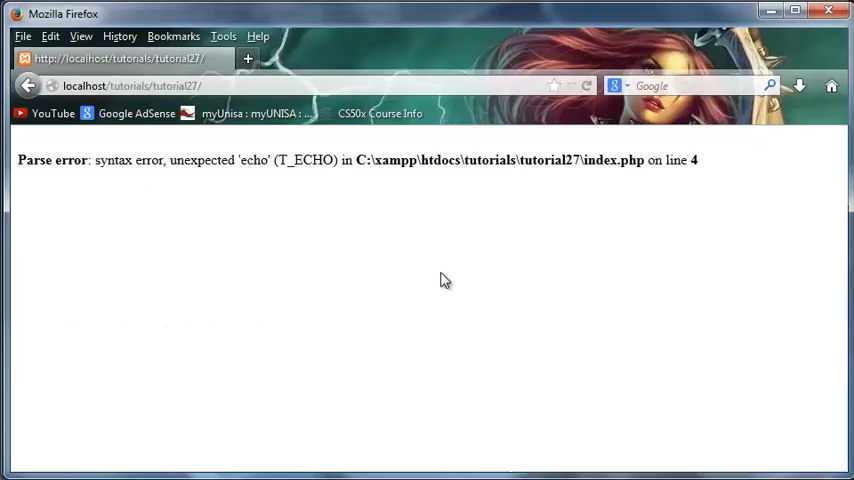 Mozilla Firefox
File Edit View History Bookmarks Tools Help
http://localhost/tutorials/tutorial27/ +
localhost/tutorials/tutorial27/ Google
YouTube Google AdSense myUnisa : myUNISA : ... CS50x Course Info
Parse error: syntax error, unexpected 'echo' (T_ECHO) in C:\xampp\htdocs\tutorials\tutorial27\index.php on line 4